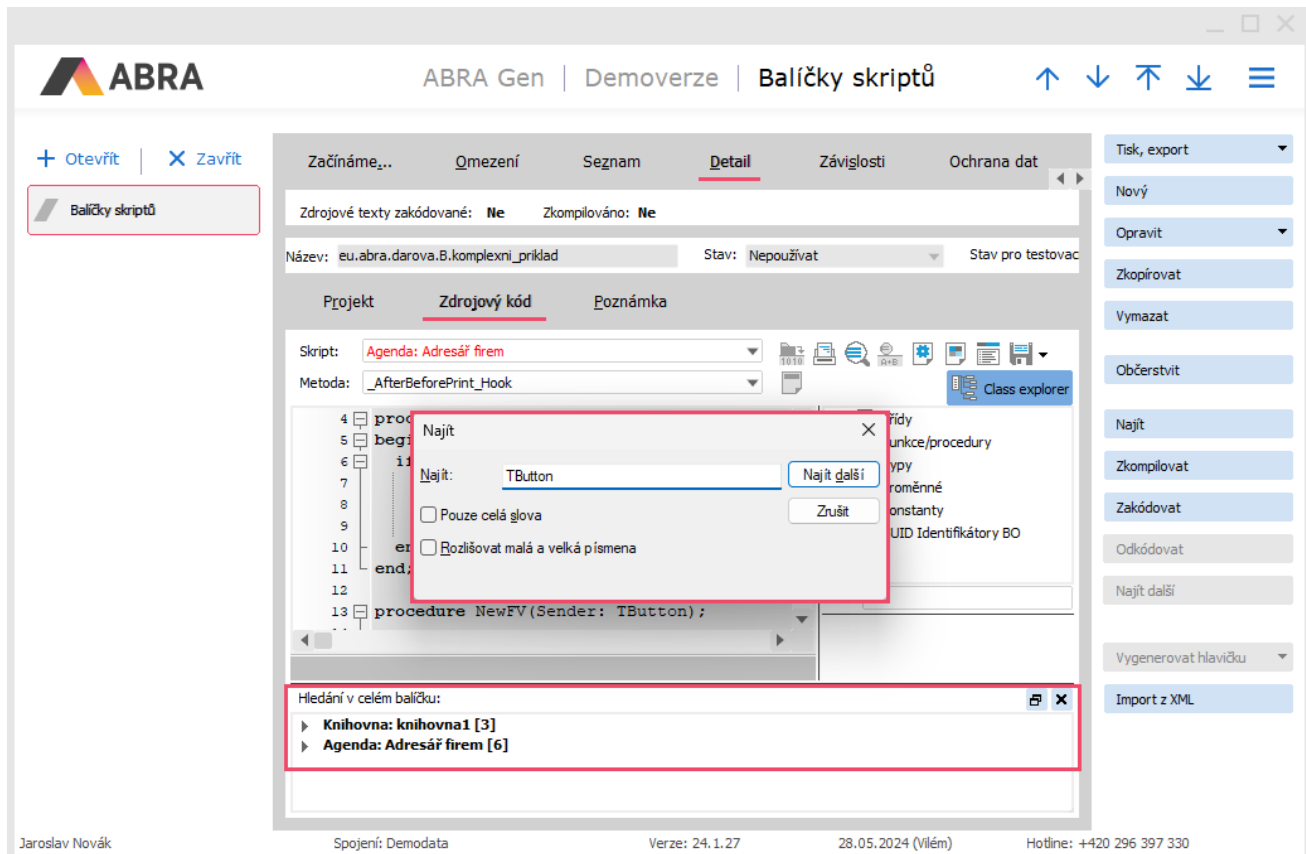 ABRA
ABRA Gen | Demoverze | Balíčky skriptů
Otevřít | Zavřít
Balíčky skriptů
Začínáme... Omezení Seznam Detail Závislosti Ochrana dat
Zdrojové texty zakódované: Ne Zkompilováno: Ne
Název: eu.abra.darova.B.komplexni_priklad Stav: Nepoužívat Stav pro testovac
Projekt Zdrojový kód Poznámka
Skript: Agenda: Adresář firem
1010 A+B
Metoda: _AfterBeforePrint_Hook
Class explorer
4 proc
5 begi
6 if
7
8
9
10 en
11 end;
12
13 procedure NewFV(Sender: TButton);
Najít
Najít: TButton Najít další
Pouze celá slova Zrušit
Rozlišovat malá a velká písmena
řídy
unkce/procedury
ypy
roměnné
onstanty
UID Identifikátory BO
Hledání v celém balíčku:
Knihovna: knihovna1 [3]
Agenda: Adresář firem [6]
Tisk, export
Nový
Opravit
Zkopírovat
Vymazat
Občerstvit
Najít
Zkompilovat
Zakódovat
Odkódovat
Najít další
Vygenerovat hlavičku
Import z XML
Jaroslav Novák Spojení: Demodata Verze: 24.1.27 28.05.2024 (Vilém) Hotline: +420 296 397 330